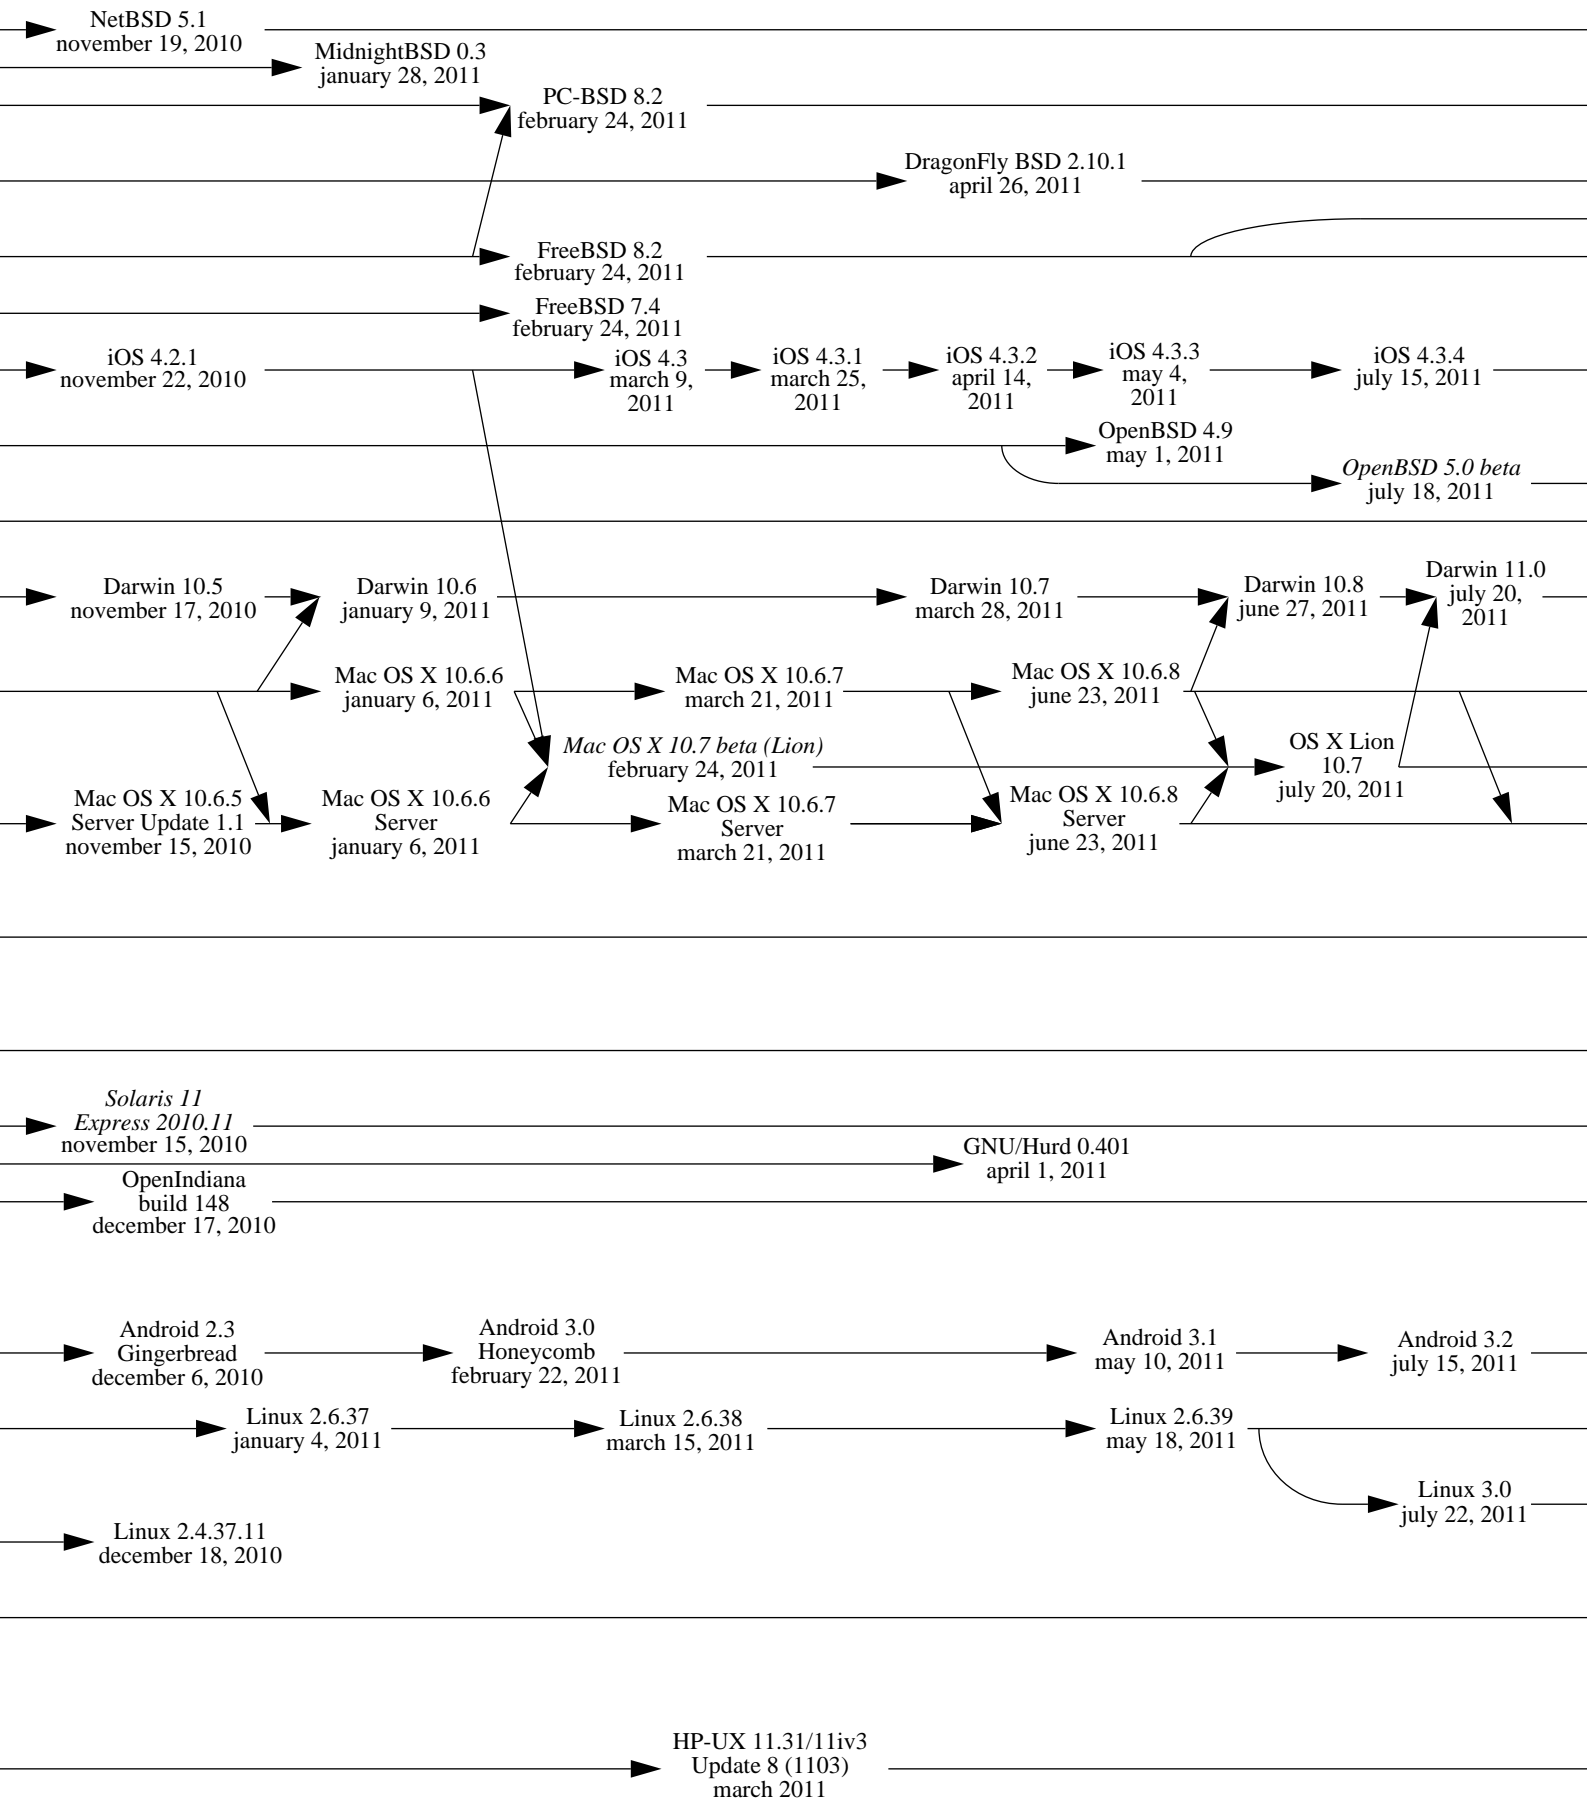 NetBSD 5.1
november 19, 2010
MidnightBSD 0.3
january 28, 2011
PC-BSD 8.2
february 24, 2011
DragonFly BSD 2.10.1
april 26, 2011
FreeBSD 8.2
february 24, 2011
FreeBSD 7.4
february 24, 2011
iOS 4.2.1
november 22, 2010
iOS 4.3
march 9,
2011
iOS 4.3.1
march 25,
2011
iOS 4.3.2
april 14,
2011
iOS 4.3.3
may 4,
2011
iOS 4.3.4
july 15, 2011
OpenBSD 4.9
may 1, 2011
OpenBSD 5.0 beta
july 18, 2011
Darwin 10.5
november 17, 2010
Darwin 10.6
january 9, 2011
Darwin 10.7
march 28, 2011
Darwin 10.8
june 27, 2011
Darwin 11.0
july 20,
2011
Mac OS X 10.6.6
january 6, 2011
Mac OS X 10.6.7
march 21, 2011
Mac OS X 10.6.8
june 23, 2011
Mac OS X 10.7 beta (Lion)
february 24, 2011
OS X Lion
10.7
july 20, 2011
Mac OS X 10.6.5
Server Update 1.1
november 15, 2010
Mac OS X 10.6.6
Server
january 6, 2011
Mac OS X 10.6.7
Server
march 21, 2011
Mac OS X 10.6.8
Server
june 23, 2011
Solaris 11
Express 2010.11
november 15, 2010
GNU/Hurd 0.401
april 1, 2011
OpenIndiana
build 148
december 17, 2010
Android 2.3
Gingerbread
december 6, 2010
Android 3.0
Honeycomb
february 22, 2011
Android 3.1
may 10, 2011
Android 3.2
july 15, 2011
Linux 2.6.37
january 4, 2011
Linux 2.6.38
march 15, 2011
Linux 2.6.39
may 18, 2011
Linux 3.0
july 22, 2011
Linux 2.4.37.11
december 18, 2010
HP-UX 11.31/11iv3
Update 8 (1103)
march 2011